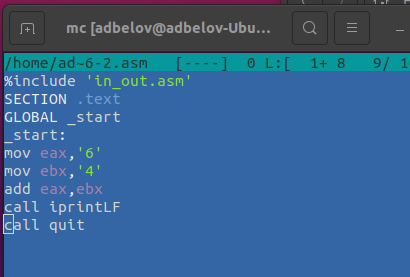 mc [adbelov@adbelov-Ubu...
/home/ad~6-2.asm   [----]  0 L:[  1+ 8   9/ 1
%include 'in_out.asm'
SECTION .text
GLOBAL _start
_start:
mov eax,'6'
mov ebx,'4'
add eax,ebx
call iprintLF
call quit